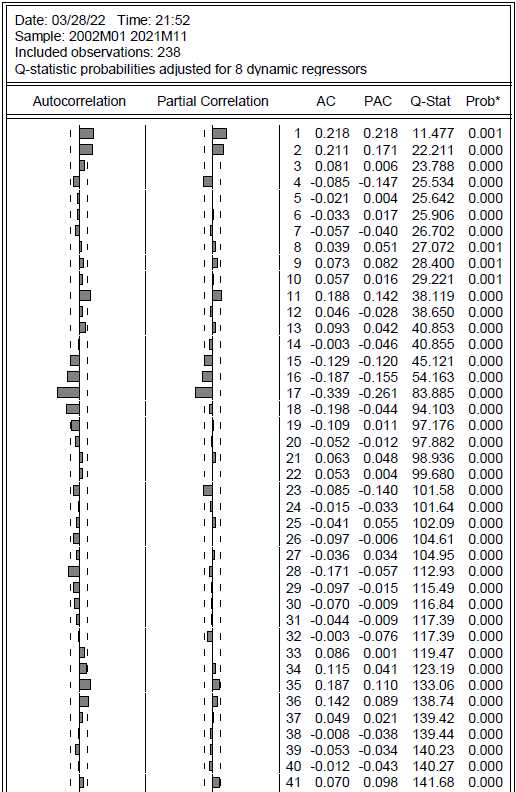 Date: 03/28/22 Time: 21:52
Sample: 2002M01 2021M11
Included observations: 238
Q-statistic probabilities adjusted for 8 dynamic regressors
Autocorrelation Partial Correlation AC PAC Q-Stat Prob*
1 0.218 0.218 11.477 0.001
2 0.211 0.171 22.211 0.000
3 0.081 0.006 23.788 0.000
4 -0.085 -0.147 25.534 0.000
5 -0.021 0.004 25.642 0.000
6 -0.033 0.017 25.906 0.000
7 -0.057 -0.040 26.702 0.000
8 0.039 0.051 27.072 0.001
9 0.073 0.082 28.400 0.001
10 0.057 0.016 29.221 0.001
11 0.188 0.142 38.119 0.000
12 0.046 -0.028 38.650 0.000
13 0.093 0.042 40.853 0.000
14 -0.003 -0.046 40.855 0.000
15 -0.129 -0.120 45.121 0.000
16 -0.187 -0.155 54.163 0.000
17 -0.339 -0.261 83.885 0.000
18 -0.198 -0.044 94.103 0.000
19 -0.109 0.011 97.176 0.000
20 -0.052 -0.012 97.882 0.000
21 0.063 0.048 98.936 0.000
22 0.053 0.004 99.680 0.000
23 -0.085 -0.140 101.58 0.000
24 -0.015 -0.033 101.64 0.000
25 -0.041 0.055 102.09 0.000
26 -0.097 -0.006 104.61 0.000
27 -0.036 0.034 104.95 0.000
28 -0.171 -0.057 112.93 0.000
29 -0.097 -0.015 115.49 0.000
30 -0.070 -0.009 116.84 0.000
31 -0.044 -0.009 117.39 0.000
32 -0.003 -0.076 117.39 0.000
33 0.086 0.001 119.47 0.000
34 0.115 0.041 123.19 0.000
35 0.187 0.110 133.06 0.000
36 0.142 0.089 138.74 0.000
37 0.049 0.021 139.42 0.000
38 -0.008 -0.038 139.44 0.000
39 -0.053 -0.034 140.23 0.000
40 -0.012 -0.043 140.27 0.000
41 0.070 0.098 141.68 0.000